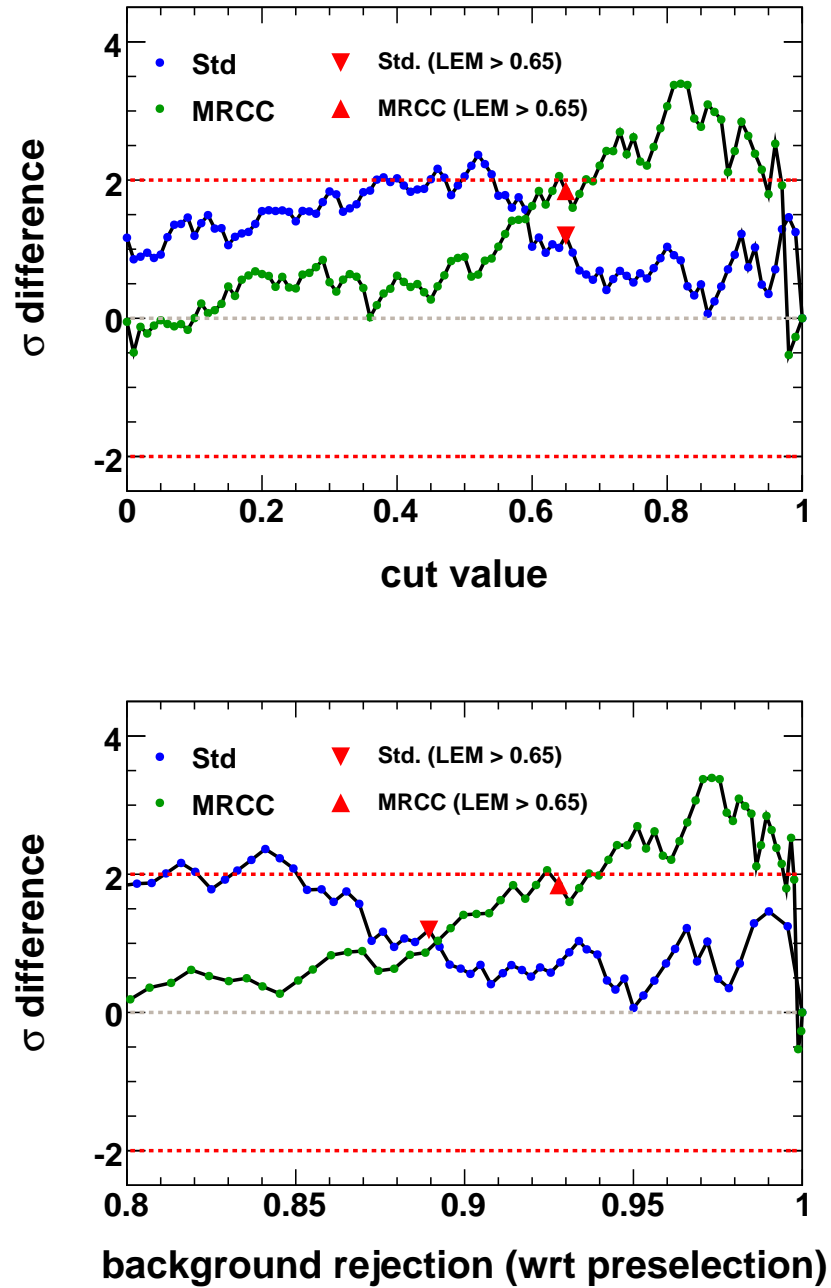 4
Std
Std. (LEM > 0.65)
MRCC
MRCC (LEM > 0.65)
2
σ difference
0
-2
0
0.2
0.4
0.6
0.8
1
cut value
4
Std
Std. (LEM > 0.65)
MRCC
MRCC (LEM > 0.65)
2
σ difference
0
-2
0.8
0.85
0.9
0.95
1
background rejection (wrt preselection)